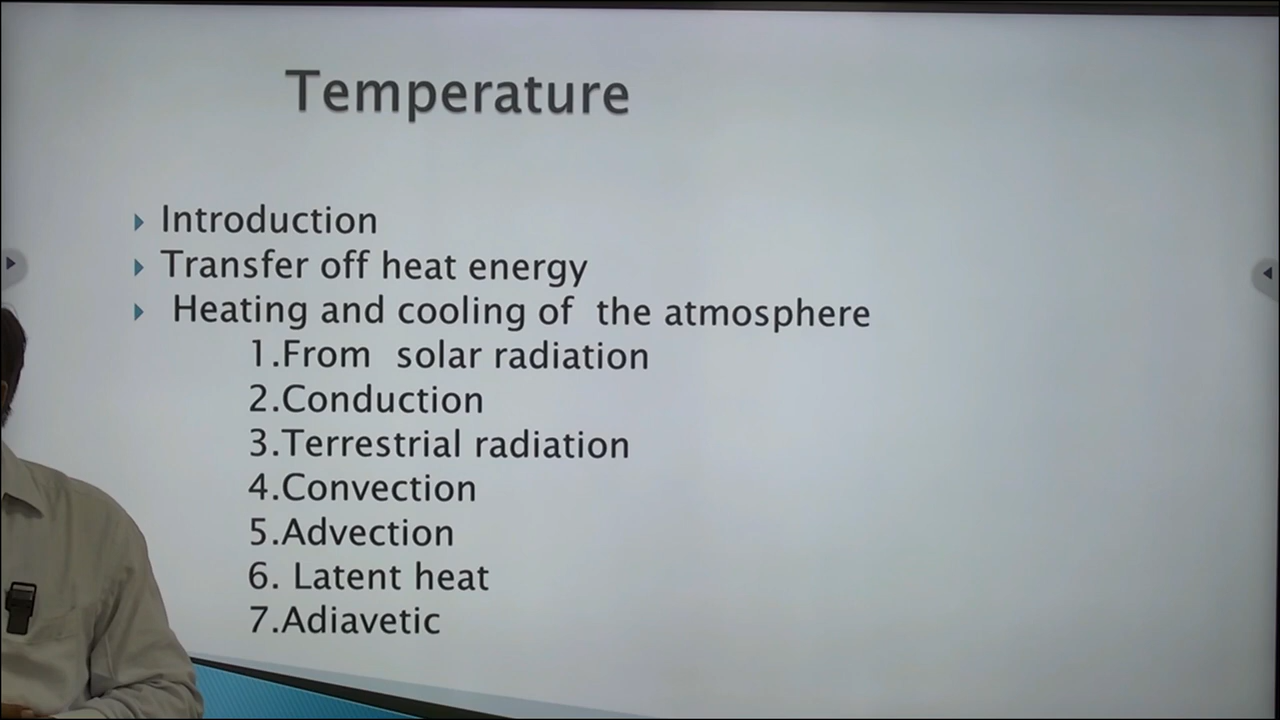 Temperature
Introduction
Transfer off heat energy
Heating and cooling of the atmosphere
1.From solar radiation
2.Conduction
3.Terrestrial radiation
4.Convection
5.Advection
6. Latent heat
7.Adiavetic